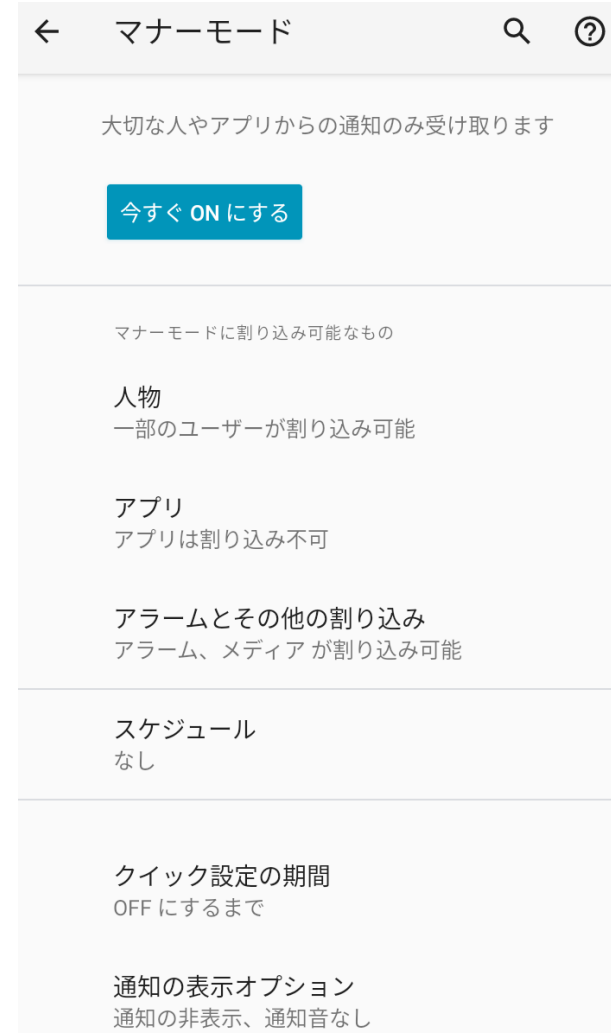 マナーモード
大切な人やアプリからの通知のみ受け取ります
今すぐ ON にする
マナーモードに割り込み可能なもの
人物
一部のユーザーが割り込み可能
アプリ
アプリは割り込み不可
アラームとその他の割り込み
アラーム、メディア が割り込み可能
スケジュール
なし
クイック設定の期間
OFF にするまで
通知の表示オプション
通知の非表示、通知音なし